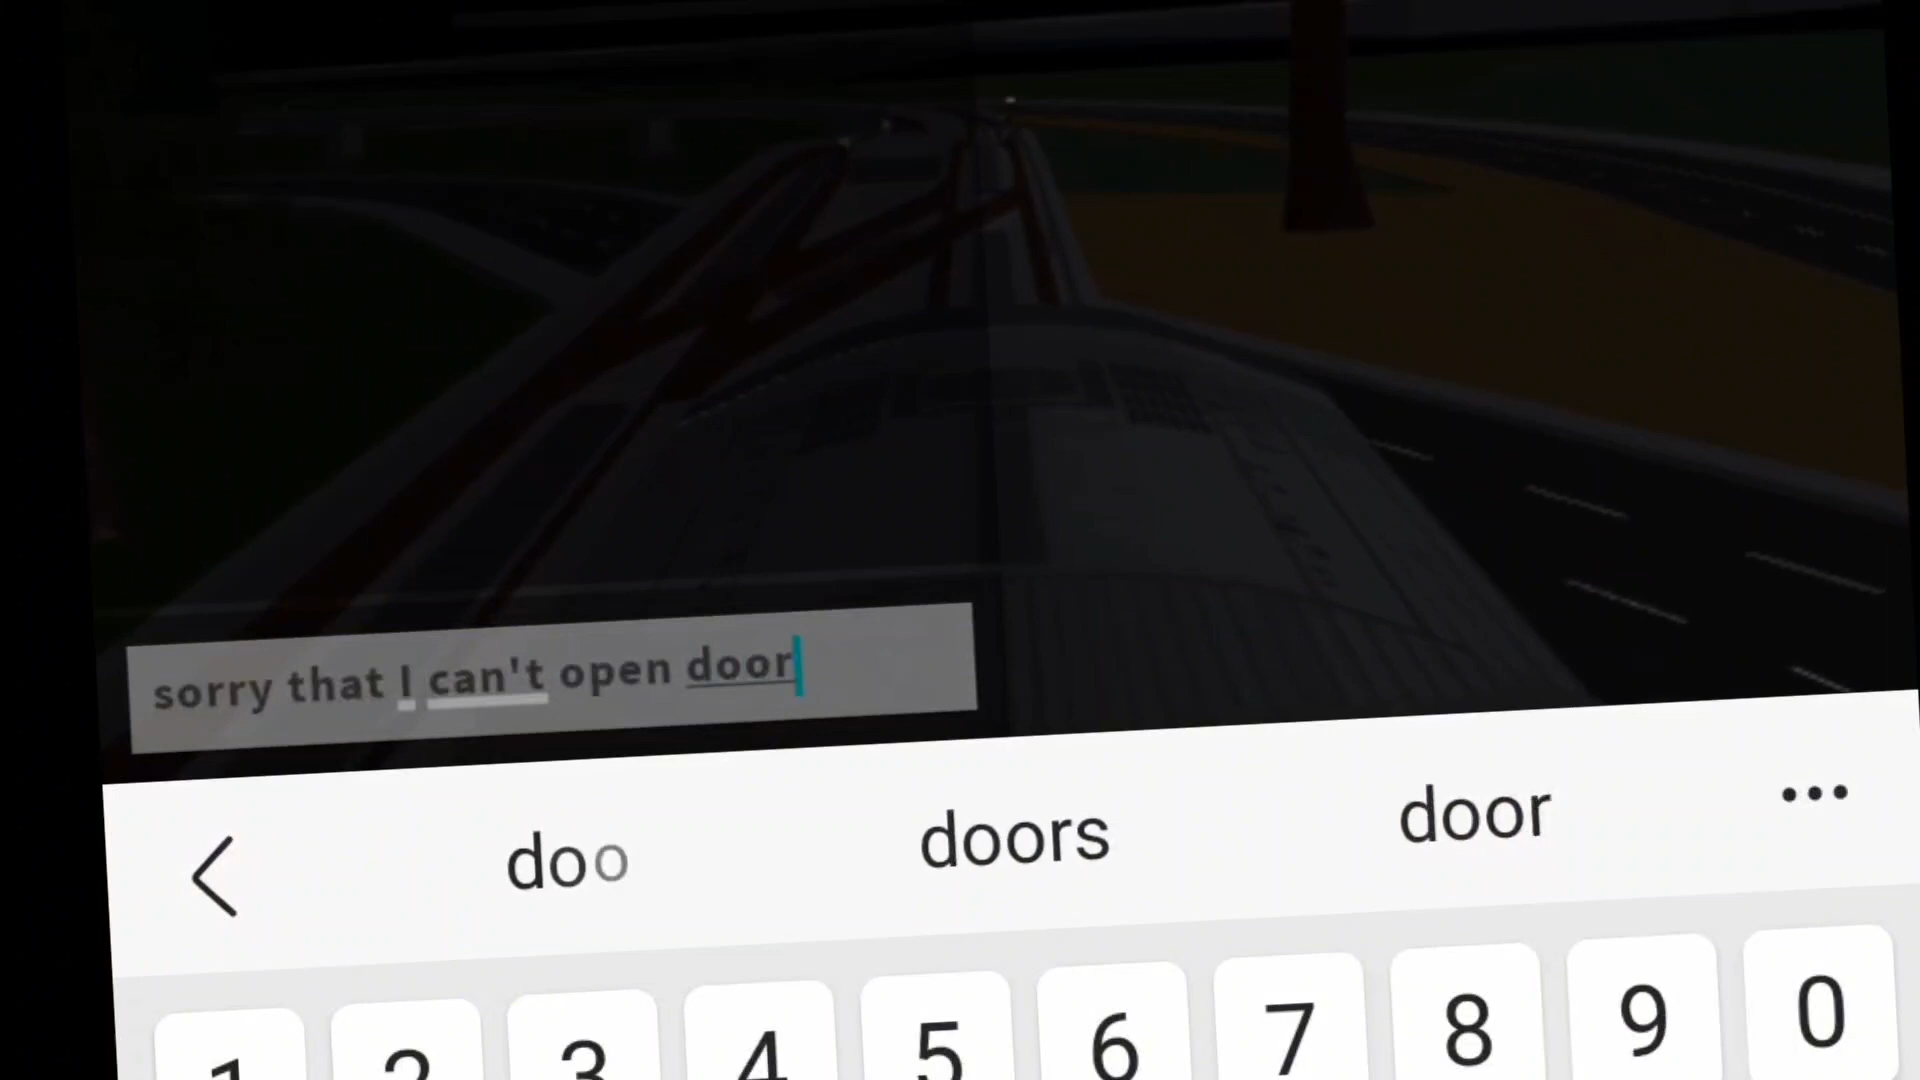 sorry that I can't open door
doo doors door •••
1 2 3 4 5 6 7 8 9 0